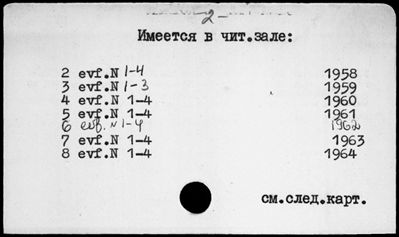 2
Имеется в чит.зале:
2 evf.N 1-4 1958
3 evf.N 1-3 1959
4 evf.N 1-4 1960
5 evf.N 1-4 1961
6 evf.N 1-4 1962
7 evf.N 1-4 1963
8 evf.N 1-4 1964
см.след.карт.